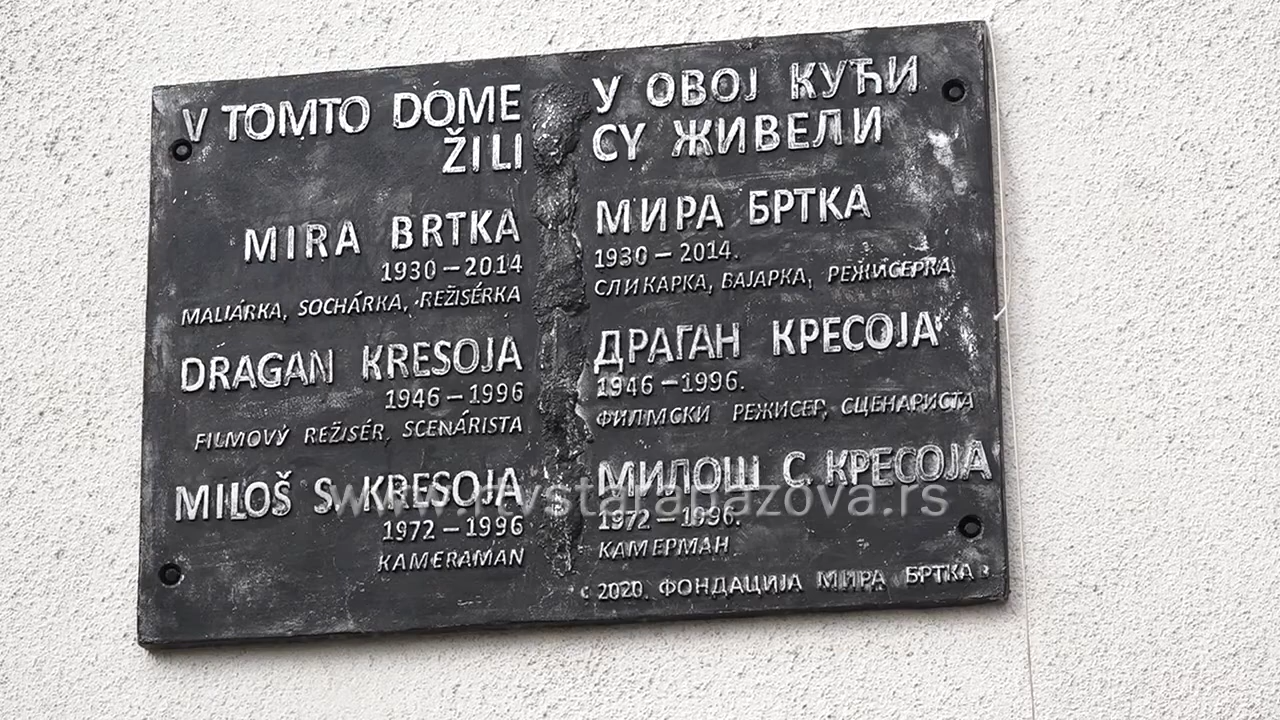 V TOMTO DOME
ŽILI
MIRA BRTKA
1930 – 2014
MALIARKA, SOCHÁRKA, REŽISÉRKA
DRAGAN KRESOJA
1946 – 1996
FILMOVÝ REŽISÉR, SCENÁRISTA
MILOŠ S. KRESOJA
1972 – 1996
KAMERAMAN
У ОВОЈ КУЋИ
СУ ЖИВЕЛИ
МИРА БРТКА
1930 – 2014.
СЛИКАРКА, ВАЈАРКА, РЕЖИСЕРКА
ДРАГАН КРЕСОЈА
1946 – 1996.
ФИЛМСКИ РЕЖИСЕР, СЦЕНАРИСТА
МИЛОШ С. КРЕСОЈА
1972 – 1996.
КАМЕРМАН
2020. ФОНДАЦИЈА МИРА БРТКА
www.rtvstarapazova.rs